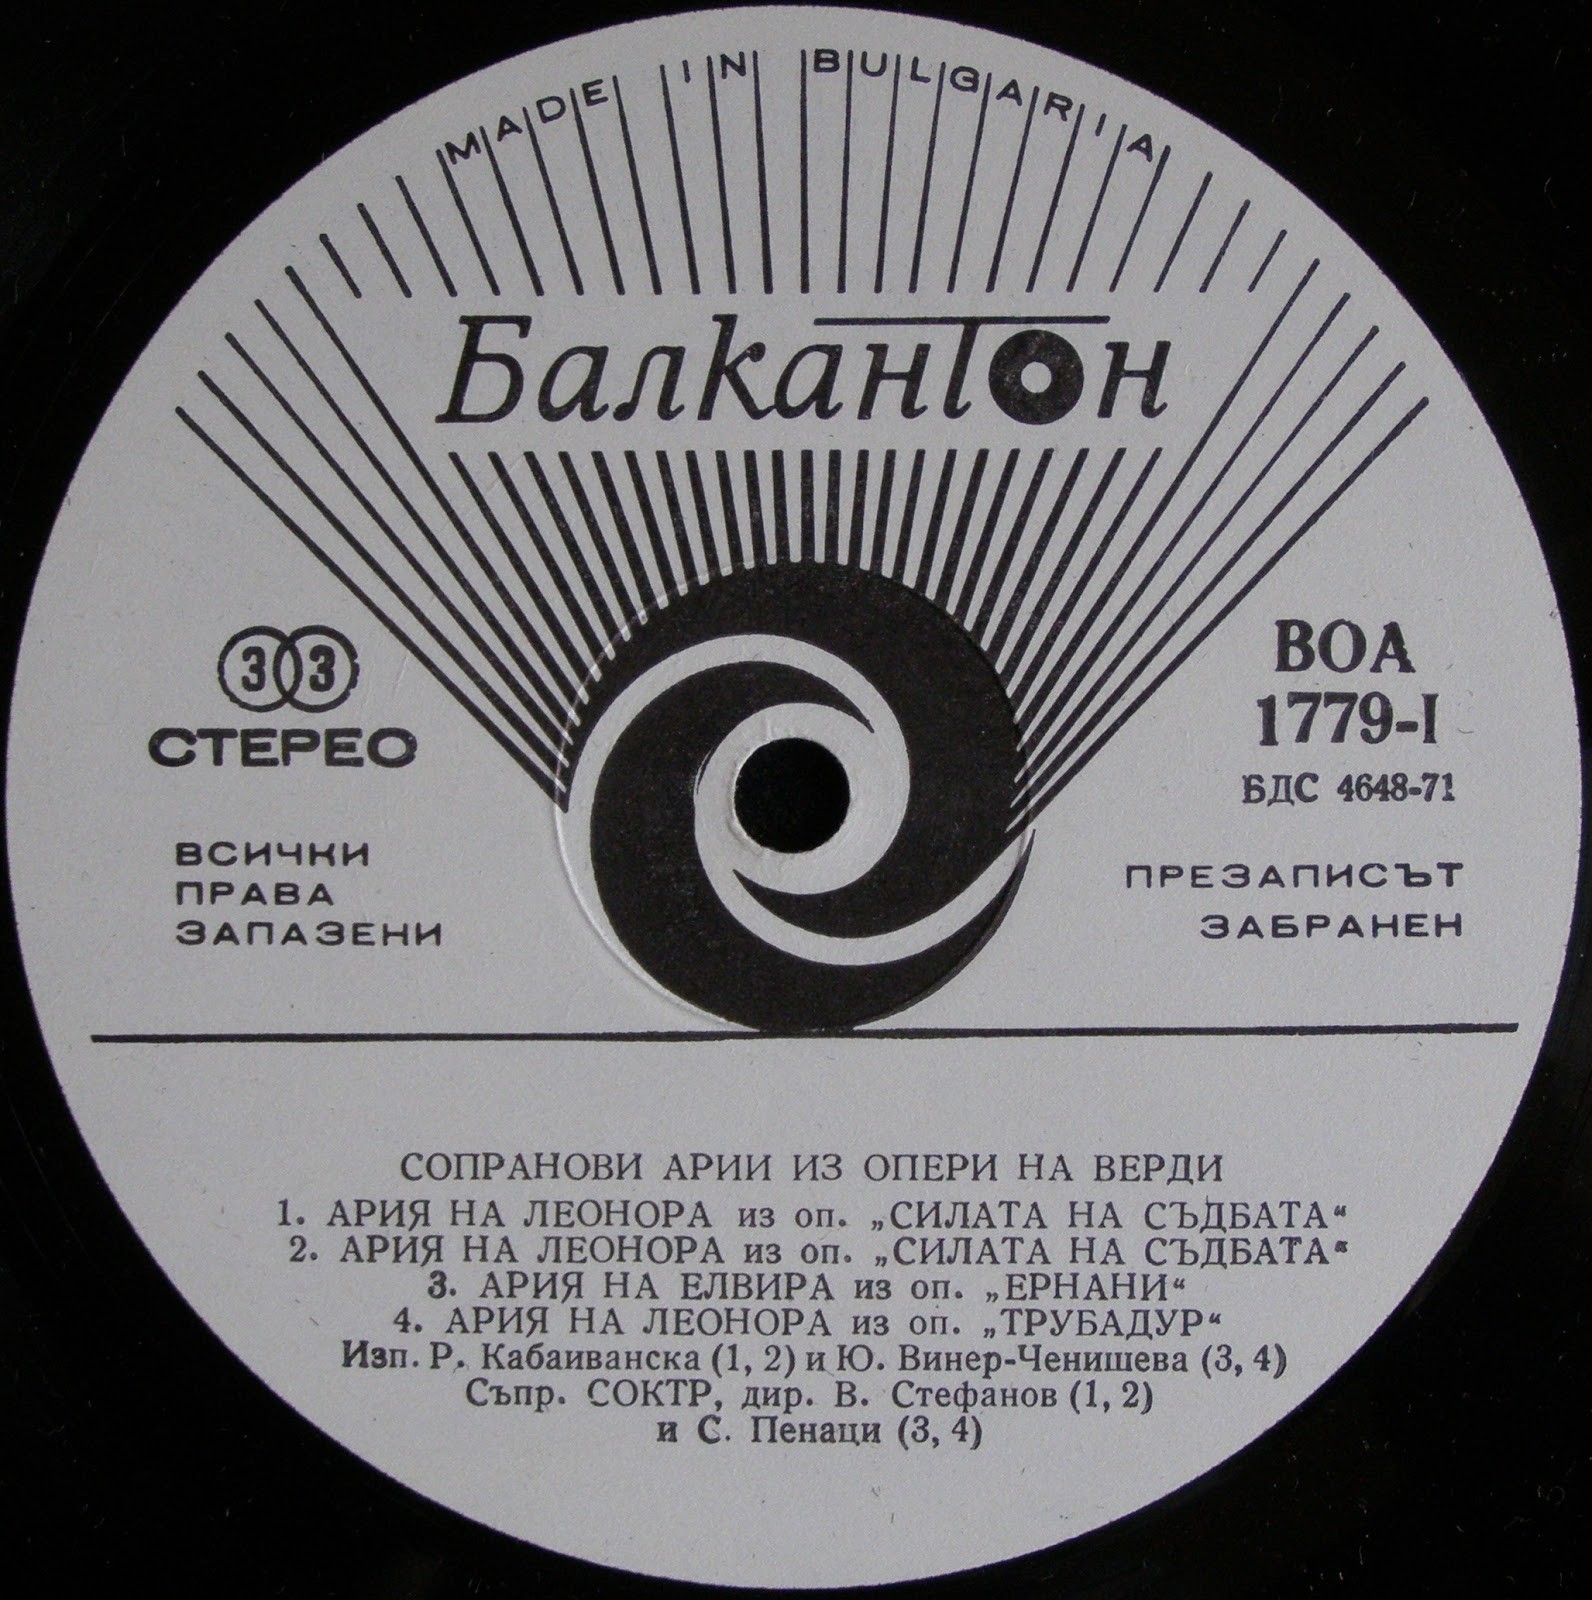 MADE IN BULGARIA
Балкантон
33
СТЕРЕО
ВОА
1779-I
БДС 4648-71
ВСИЧКИ
ПРАВА
ЗАПАЗЕНИ
ПРЕЗАПИСЪТ
ЗАБРАНЕН
СОПРАНОВИ АРИИ ИЗ ОПЕРИ НА ВЕРДИ
1. АРИЯ НА ЛЕОНОРА из оп. „СИЛАТА НА СЪДБАТА“
2. АРИЯ НА ЛЕОНОРА из оп. „СИЛАТА НА СЪДБАТА“
3. АРИЯ НА ЕЛВИРА из оп. „ЕРНАНИ“
4. АРИЯ НА ЛЕОНОРА из оп. „ТРУБАДУР“
Изп. Р. Кабаиванска (1, 2) и Ю. Винер-Ченишева (3, 4)
Съпр. СОКТР, дир. В. Стефанов (1, 2)
и С. Пенаци (3, 4)